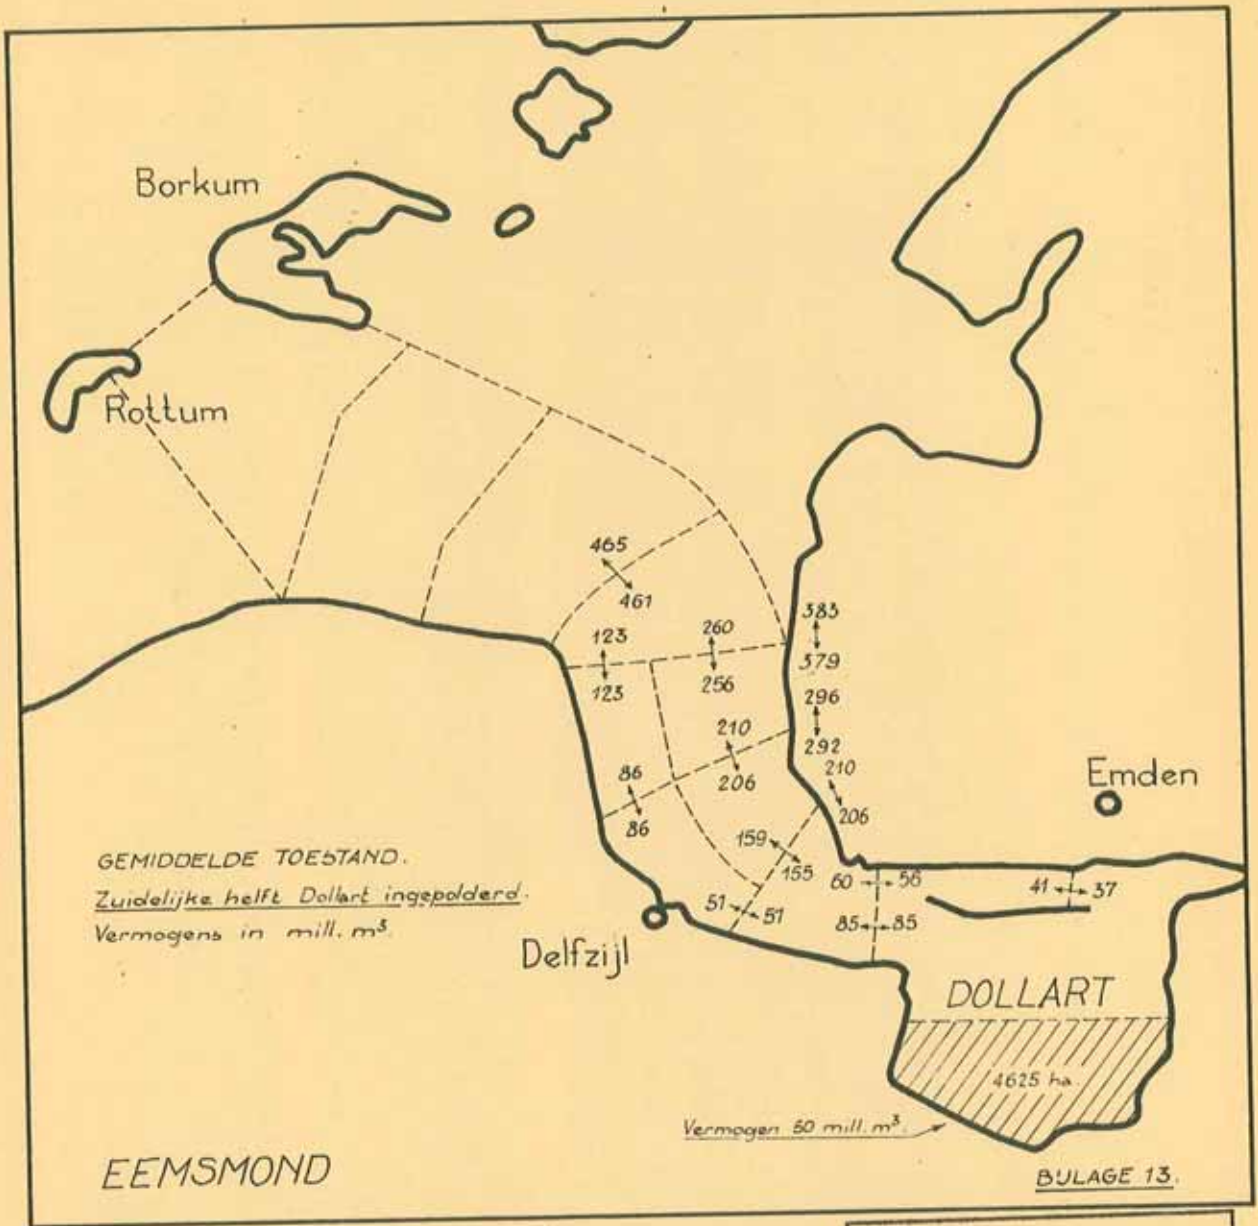 Borkum
Rottum
465
461
123
123
260
256
383
379
296
292
210
206
86
86
210
206
Emden
159
155
GEMIDDELDE TOESTAND.
Zuidelijke helft Dollart ingepolderd.
Vermogens in mill. m³.
60 56
41 37
51 51
85 85
Delfzijl
DOLLART
4625 ha.
Vermogen 50 mill. m³.
EEMSMOND
BIJLAGE 13.